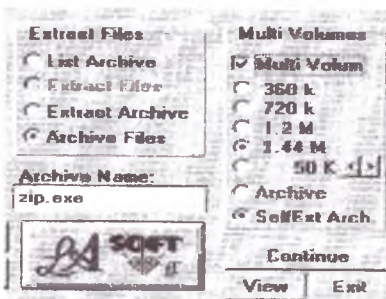 Extract Files
List Archive
Extract Files
Extract Archive
Archive Files
Archive Name:
zip.exe
LA SOFT
Multi Volumes
Multi Volum
360 k
720 k
1.2 M
1.44 M
50 K
Archive
SelfExt Arch
Continue
View
Exit